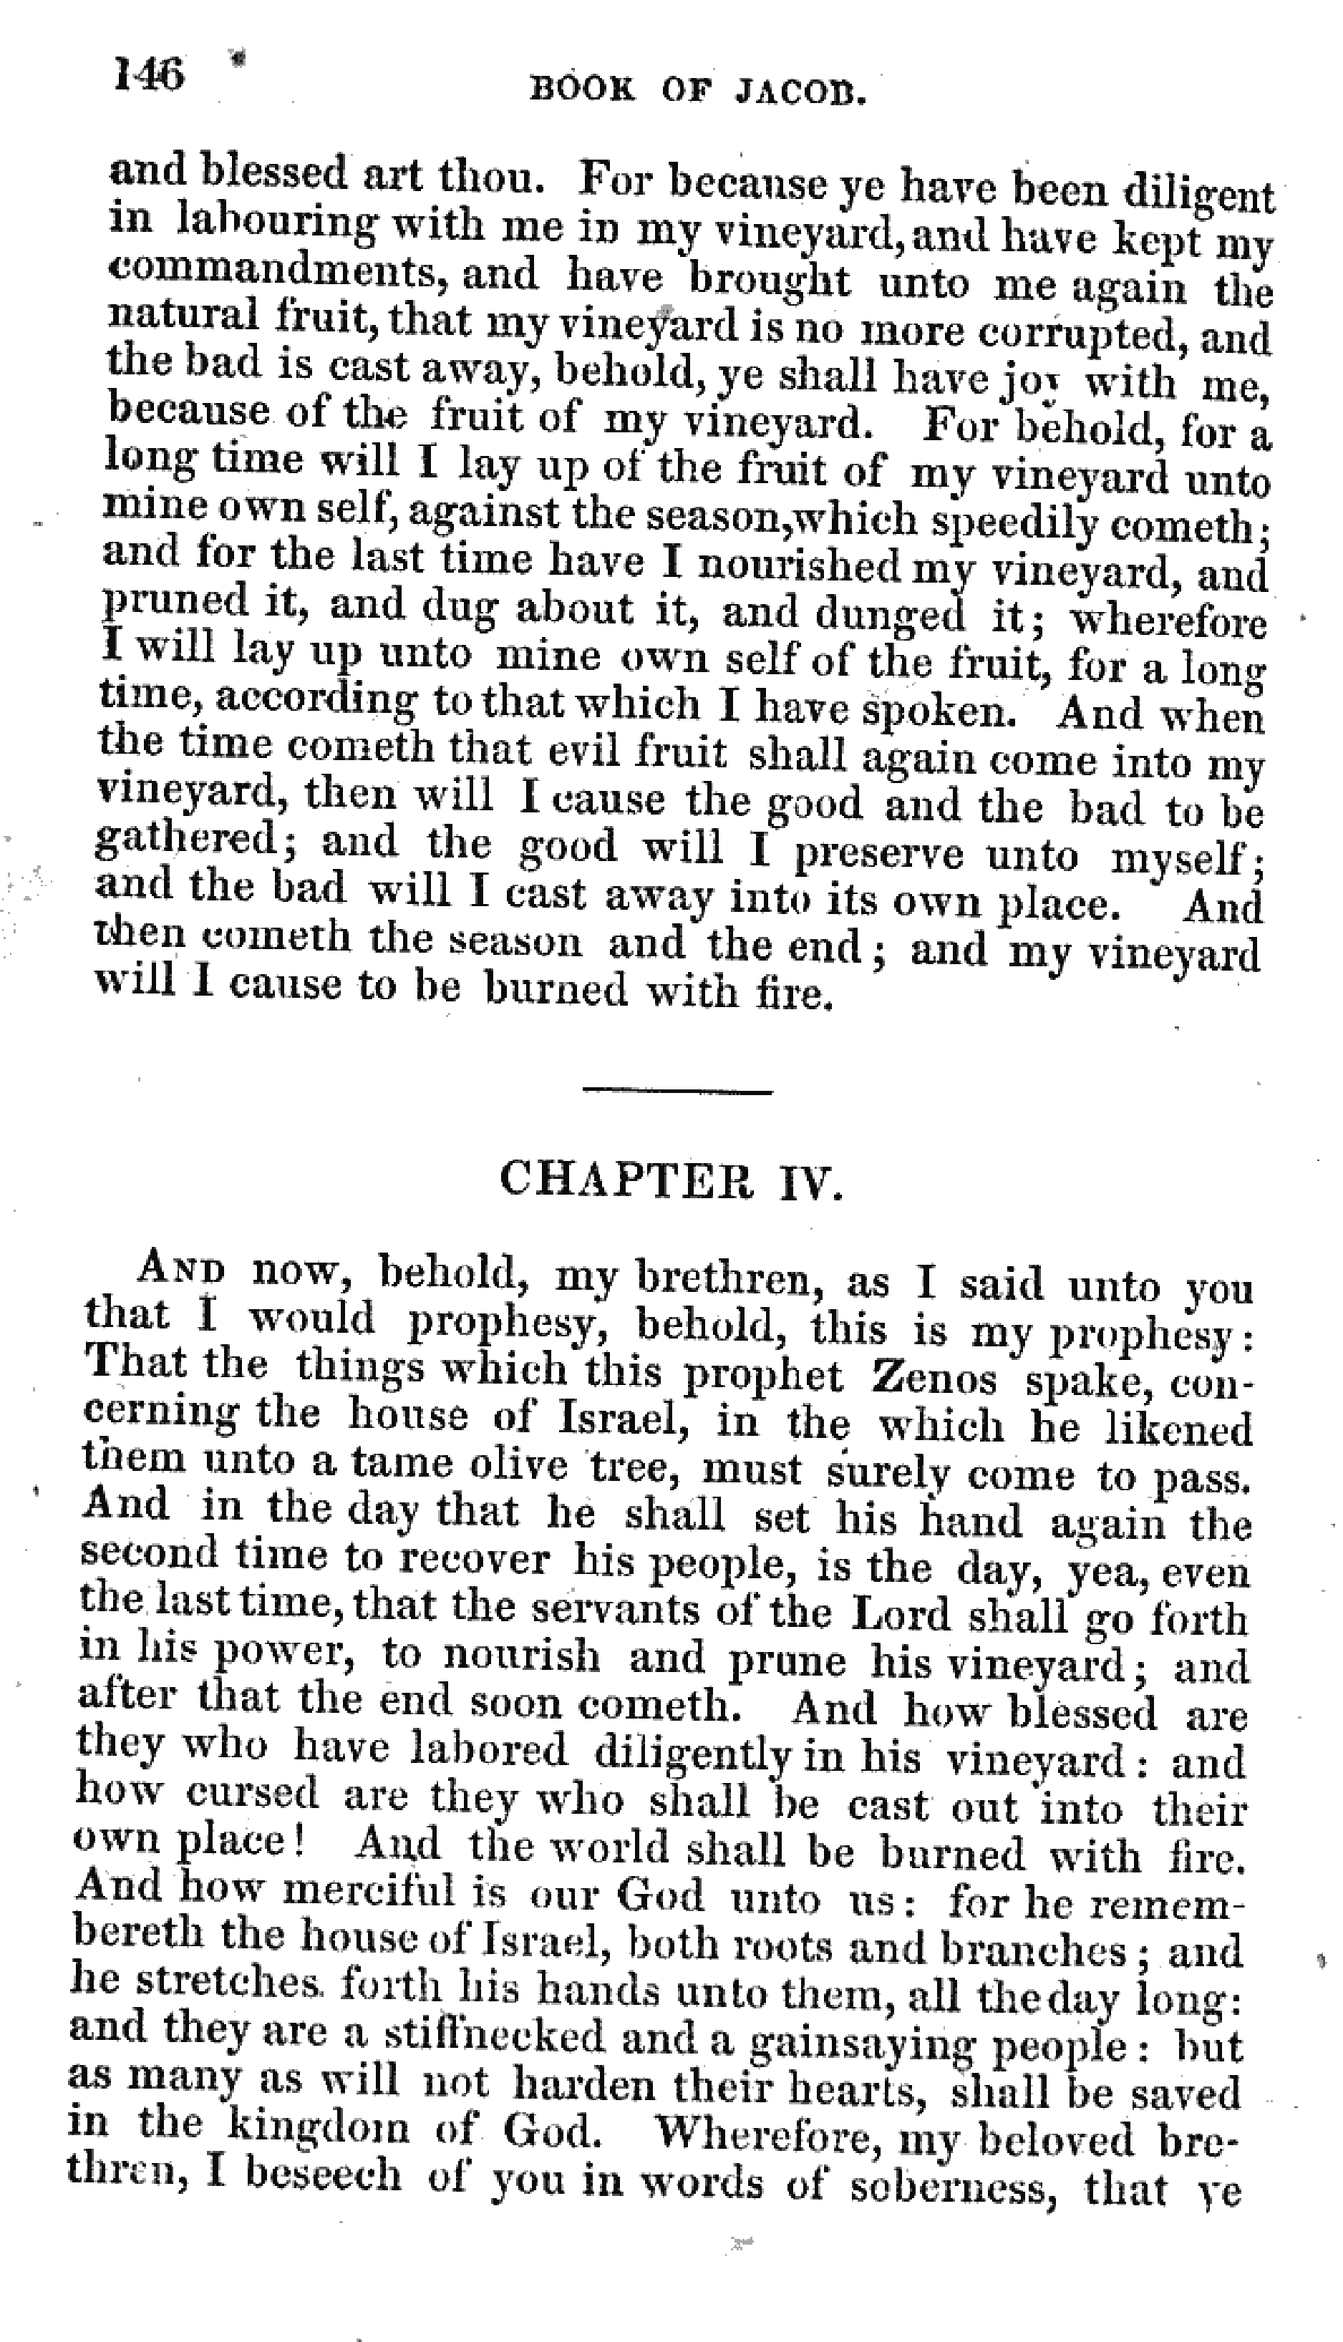 146
BOOK OF JACOB.
and blessed art thou. For because ye have been diligent
in labouring with me in my vineyard, and have kept my
commandments, and have brought unto me again the
natural fruit, that my vineyard is no more corrupted, and
the bad is cast away, behold, ye shall have joy with me,
because of the fruit of my vineyard. For behold, for a
long time will I lay up of the fruit of my vineyard unto
mine own self, against the season, which speedily cometh;
and for the last time have I nourished my vineyard, and
pruned it, and dug about it, and dunged it; wherefore
I will lay up unto mine own self of the fruit, for a long
time, according to that which I have spoken. And when
the time cometh that evil fruit shall again come into my
vineyard, then will I cause the good and the bad to be
gathered; and the good will I preserve unto myself;
and the bad will I cast away into its own place. And
then cometh the season and the end; and my vineyard
will I cause to be burned with fire.
CHAPTER IV.
AND now, behold, my brethren, as I said unto you
that I would prophesy, behold, this is my prophesy:
That the things which this prophet Zenos spake, con-
cerning the house of Israel, in the which he likened
them unto a tame olive tree, must surely come to pass.
And in the day that he shall set his hand again the
second time to recover his people, is the day, yea, even
the last time, that the servants of the Lord shall go forth
in his power, to nourish and prune his vineyard; and
after that the end soon cometh. And how blessed are
they who have labored diligently in his vineyard: and
how cursed are they who shall be cast out into their
own place! And the world shall be burned with fire.
And how merciful is our God unto us: for he remem-
bereth the house of Israel, both roots and branches; and
he stretches forth his hands unto them, all the day long:
and they are a stiffnecked and a gainsaying people: but
as many as will not harden their hearts, shall be saved
in the kingdom of God. Wherefore, my beloved bre-
thren, I beseech of you in words of soberness, that ye